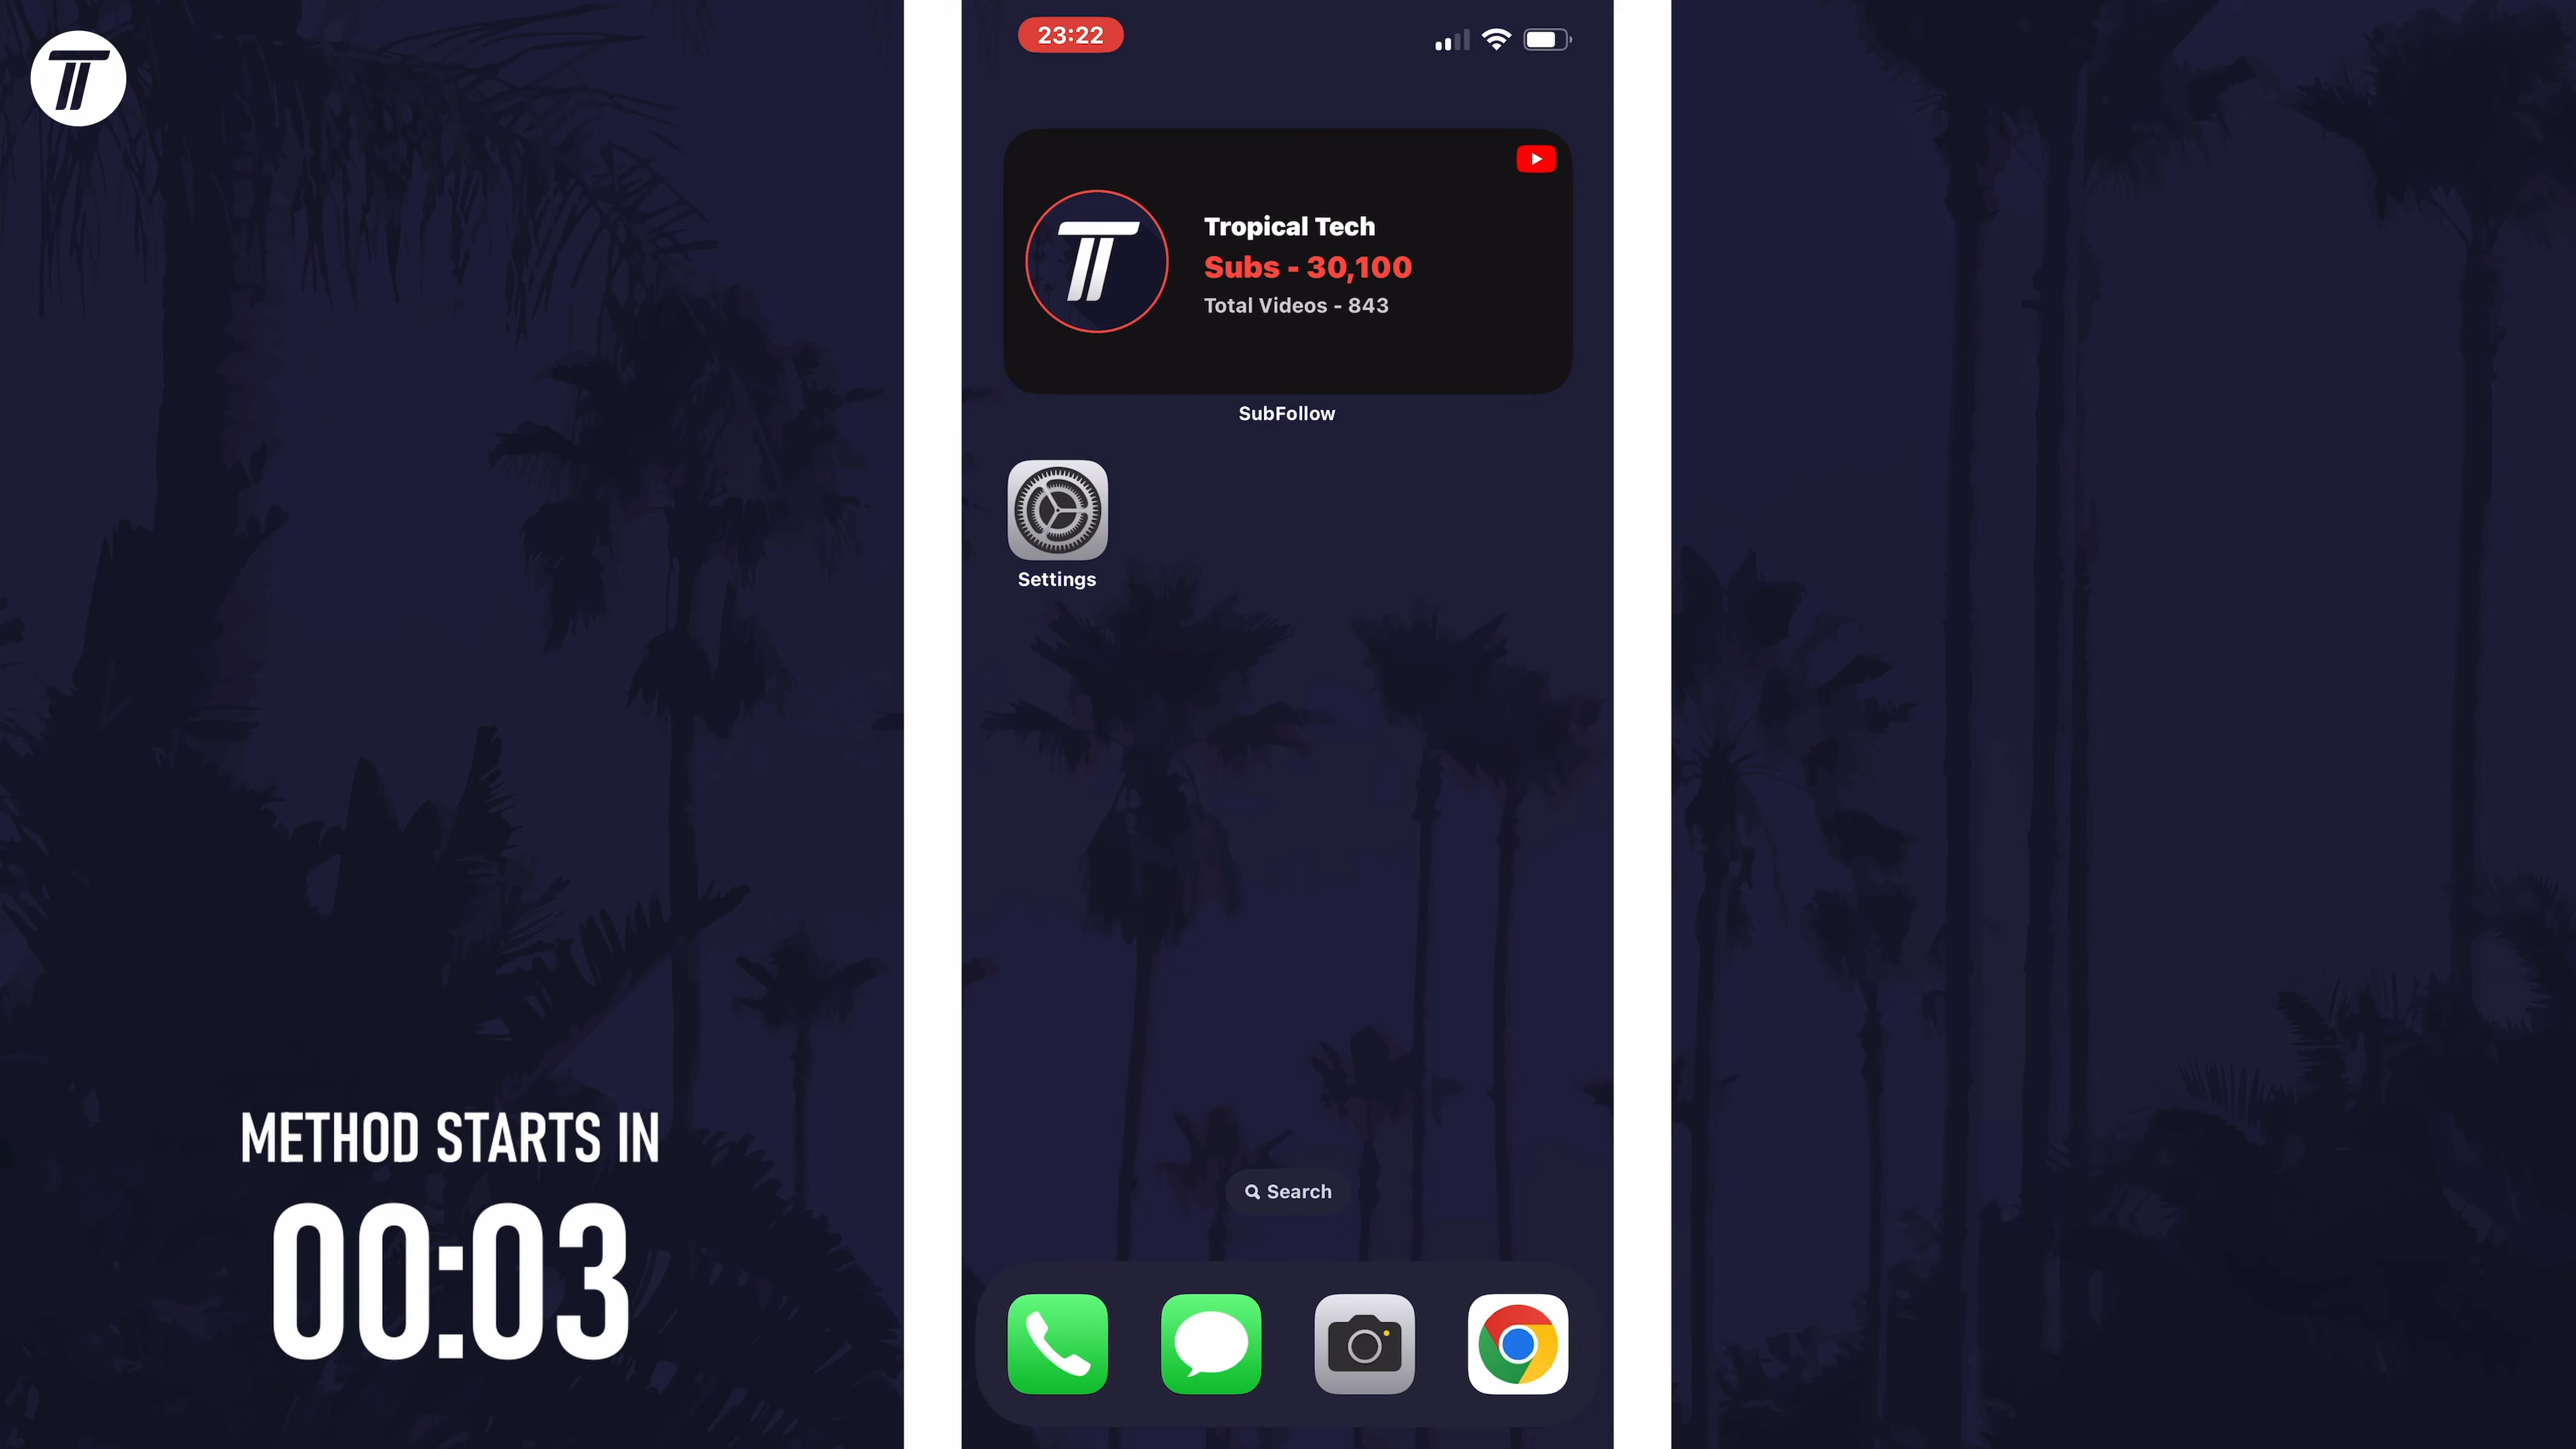 23:22
Tropical Tech
Subs - 30,100
Total Videos - 843
SubFollow
Settings
Search
METHOD STARTS IN
00:03